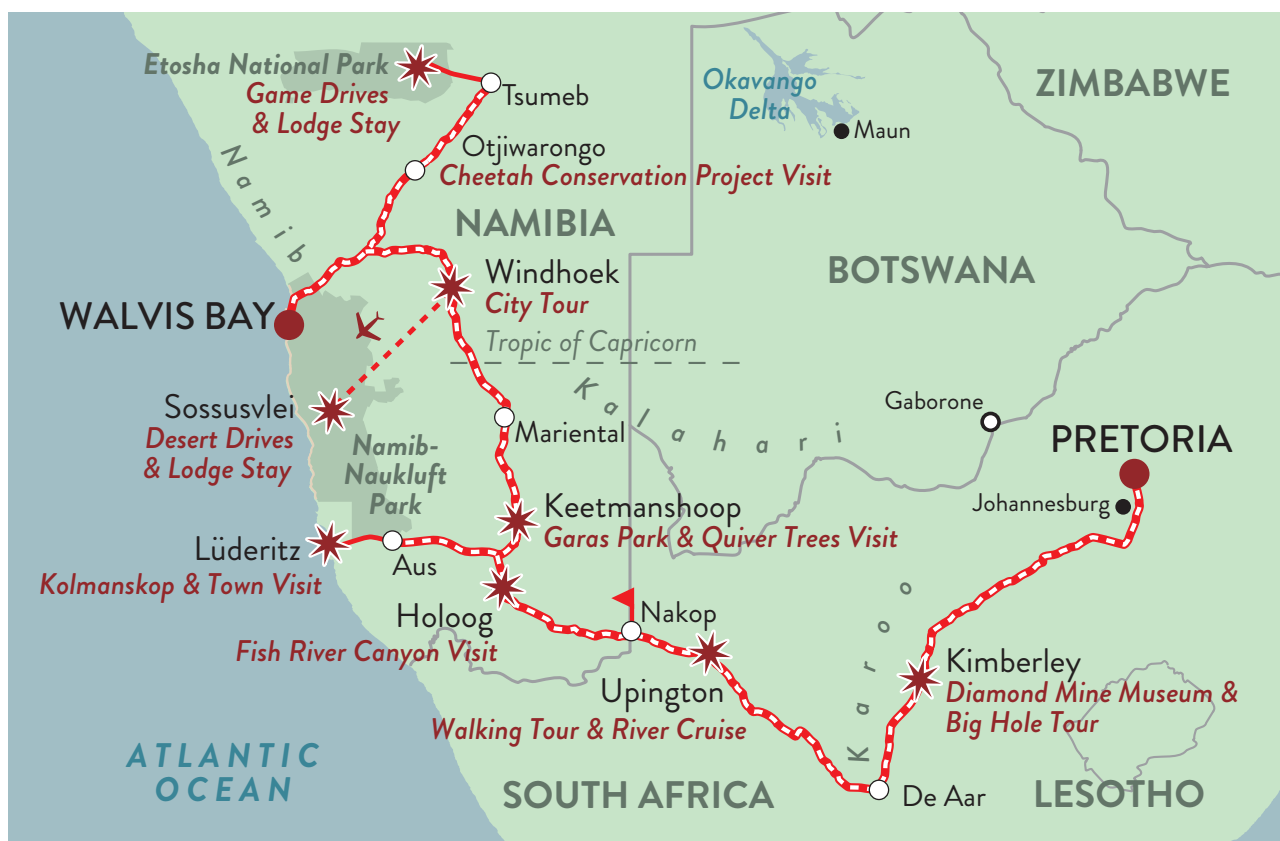 Etosha National Park
Game Drives
& Lodge Stay
Tsumeb
Okavango
Delta
Maun
ZIMBABWE
Otjiwarongo
Cheetah Conservation Project Visit
Namib
NAMIBIA
BOTSWANA
Windhoek
City Tour
WALVIS BAY
Tropic of Capricorn
Kalahari
Sossusvlei
Desert Drives
& Lodge Stay
Mariental
Namib-
Naukluft
Park
Gaborone
PRETORIA
Johannesburg
Keetmanshoop
Garas Park & Quiver Trees Visit
Lüderitz
Kolmanskop & Town Visit
Aus
Holoog
Fish River Canyon Visit
Nakop
Upington
Walking Tour & River Cruise
Karoo
Kimberley
Diamond Mine Museum &
Big Hole Tour
ATLANTIC
OCEAN
SOUTH AFRICA
De Aar
LESOTHO